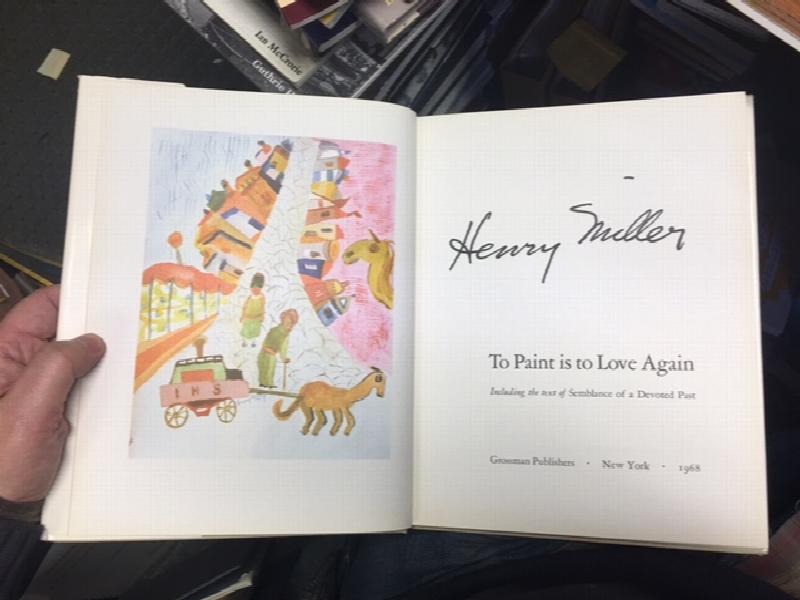 Ian McCrorie
Guthrie
I H S
Henry Miller
To Paint is to Love Again
Including the text of Semblance of a Devoted Past
Grossman Publishers · New York · 1968